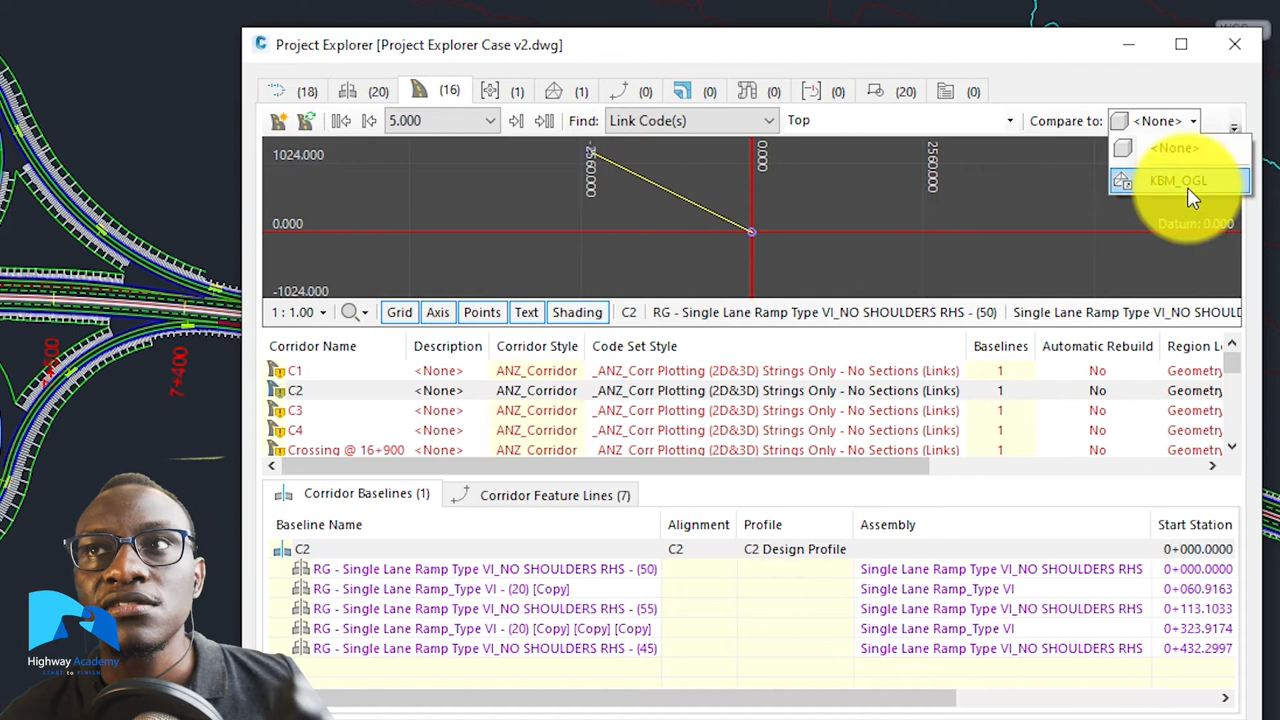 Project Explorer [Project Explorer Case v2.dwg]
(18) (20) (16) (1) (1) (0) (0) (0) (0) (20) (0)
5.000 Find: Link Code(s) Top Compare to: <None>
<None>
KBM_OGL
1024.000
0.000
-1024.000
-2560.000
0.000
2560.000
Datum: 0.000
1 : 1.00 Grid Axis Points Text Shading C2 RG - Single Lane Ramp Type VI_NO SHOULDERS RHS - (50) Single Lane Ramp Type VI_NO SHOULD
Corridor Name Description Corridor Style Code Set Style Baselines Automatic Rebuild Region L
C1 <None> ANZ_Corridor _ANZ_Corr Plotting (2D&3D) Strings Only - No Sections (Links) 1 No Geometry
C2 <None> ANZ_Corridor _ANZ_Corr Plotting (2D&3D) Strings Only - No Sections (Links) 1 No Geometry
C3 <None> ANZ_Corridor _ANZ_Corr Plotting (2D&3D) Strings Only - No Sections (Links) 1 No Geometry
C4 <None> ANZ_Corridor _ANZ_Corr Plotting (2D&3D) Strings Only - No Sections (Links) 1 No Geometry
Crossing @ 16+900 <None> ANZ_Corridor _ANZ_Corr Plotting (2D&3D) Strings Only - No Sections (Links) 1 No Geometry
Corridor Baselines (1) Corridor Feature Lines (7)
Baseline Name Alignment Profile Assembly Start Station
C2 C2 C2 Design Profile 0+000.0000
RG - Single Lane Ramp Type VI_NO SHOULDERS RHS - (50) Single Lane Ramp Type VI_NO SHOULDERS RHS 0+000.0000
RG - Single Lane Ramp_Type VI - (20) [Copy] Single Lane Ramp_Type VI 0+060.9163
RG - Single Lane Ramp Type VI_NO SHOULDERS RHS - (55) Single Lane Ramp Type VI_NO SHOULDERS RHS 0+113.1033
RG - Single Lane Ramp_Type VI - (20) [Copy] [Copy] [Copy] Single Lane Ramp_Type VI 0+323.9174
RG - Single Lane Ramp Type VI_NO SHOULDERS RHS - (45) Single Lane Ramp Type VI_NO SHOULDERS RHS 0+432.2997
7+400
Highway Academy
START to FINISH